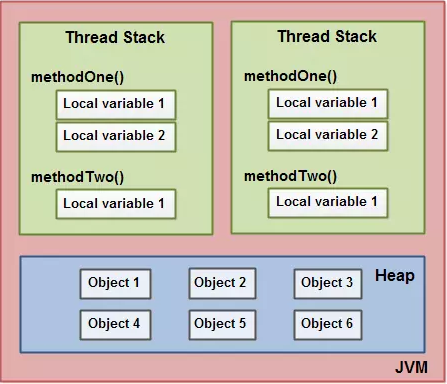 Thread Stack
methodOne()
Local variable 1
Local variable 2
methodTwo()
Local variable 1
Thread Stack
methodOne()
Local variable 1
Local variable 2
methodTwo()
Local variable 1
Heap
Object 1
Object 2
Object 3
Object 4
Object 5
Object 6
JVM